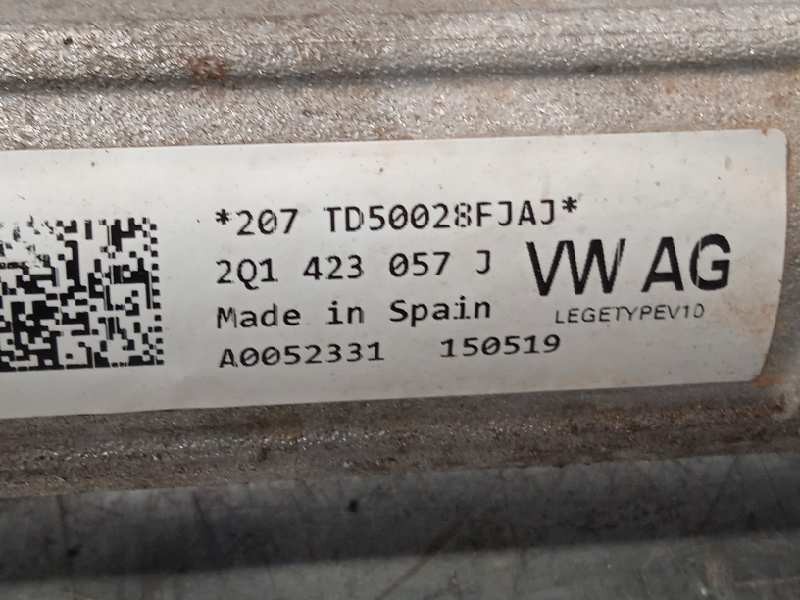 *207 TD50028FJAJ*
2Q1 423 057 J
VW AG
Made in Spain
LEGETYPEV10
A0052331 150519